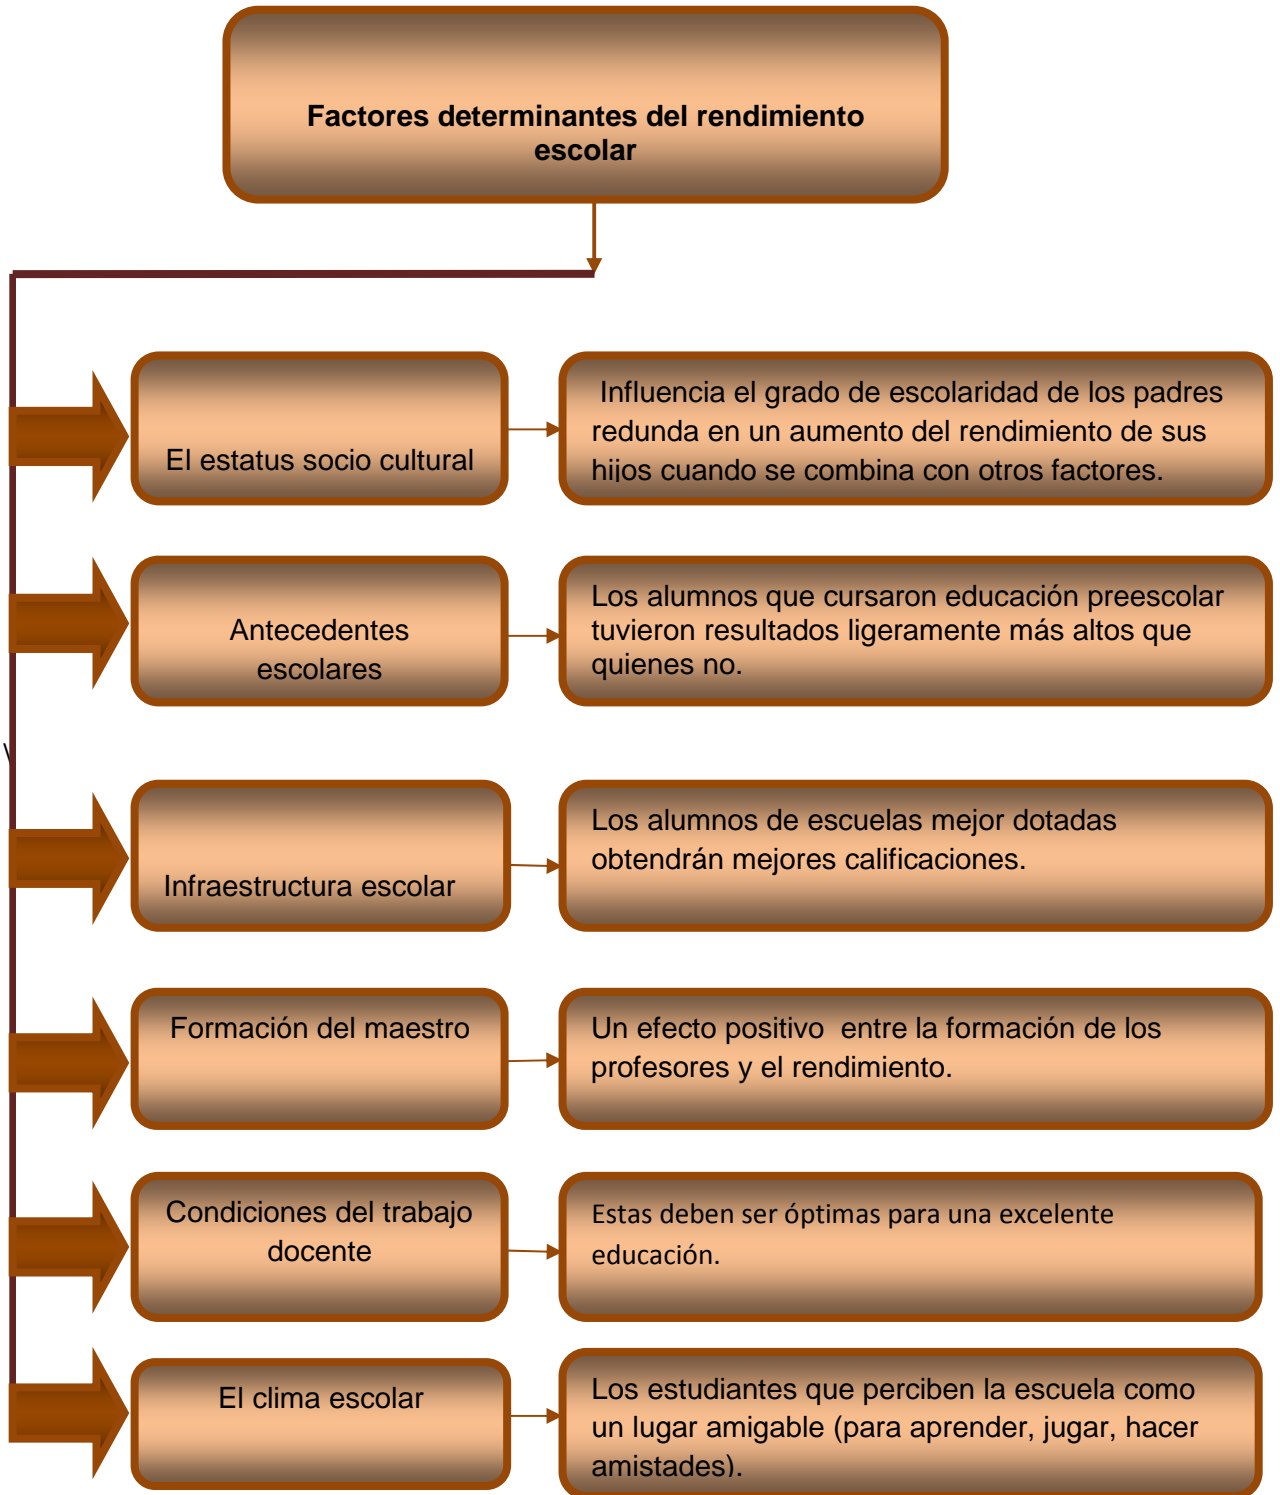 Factores determinantes del rendimiento
escolar
El estatus socio cultural
Influencia el grado de escolaridad de los padres
redunda en un aumento del rendimiento de sus
hijos cuando se combina con otros factores.
Antecedentes
escolares
Los alumnos que cursaron educación preescolar
tuvieron resultados ligeramente más altos que
quienes no.
\
Infraestructura escolar
Los alumnos de escuelas mejor dotadas
obtendrán mejores calificaciones.
Formación del maestro
Un efecto positivo  entre la formación de los
profesores y el rendimiento.
Condiciones del trabajo
docente
Estas deben ser óptimas para una excelente
educación.
El clima escolar
Los estudiantes que perciben la escuela como
un lugar amigable (para aprender, jugar, hacer
amistades).